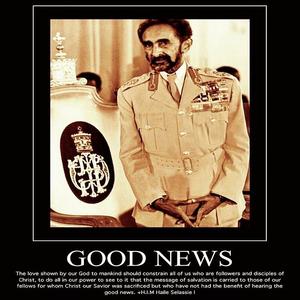 GOOD NEWS
The love shown by our God to mankind should constrain all of us who are followers and disciples of
Christ, to do all in our power to see to it that the message of salvation is carried to those of our
fellows for whom Christ our Savior was sacrificed but who have not had the benefit of hearing the
good news. +H.I.M Haile Selassie I